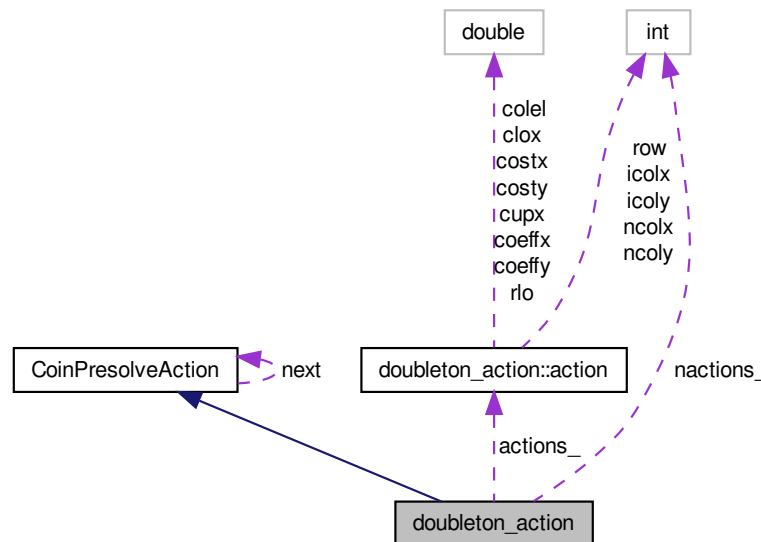 double
int
colel
clox
costx
costy
cupx
coeffx
coeffy
rlo
row
icolx
icoly
ncolx
ncoly
CoinPresolveAction
next
doubleton_action::action
nactions_
actions_
doubleton_action